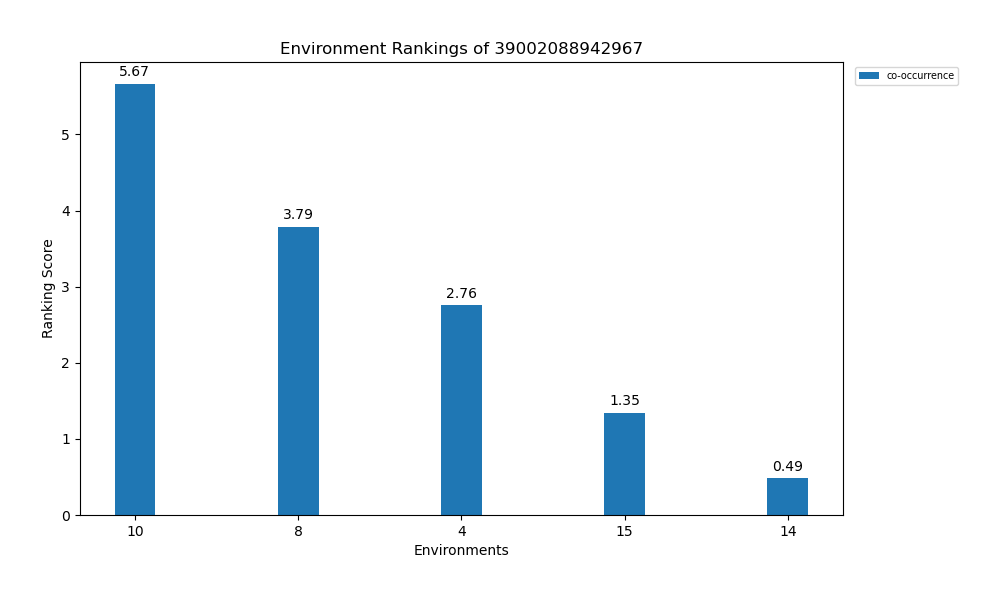 Environment Rankings of 39002088942967
co-occurrence
5.67
3.79
2.76
1.35
0.49
Ranking Score
5
4
3
2
1
0
10 8 4 15 14
Environments